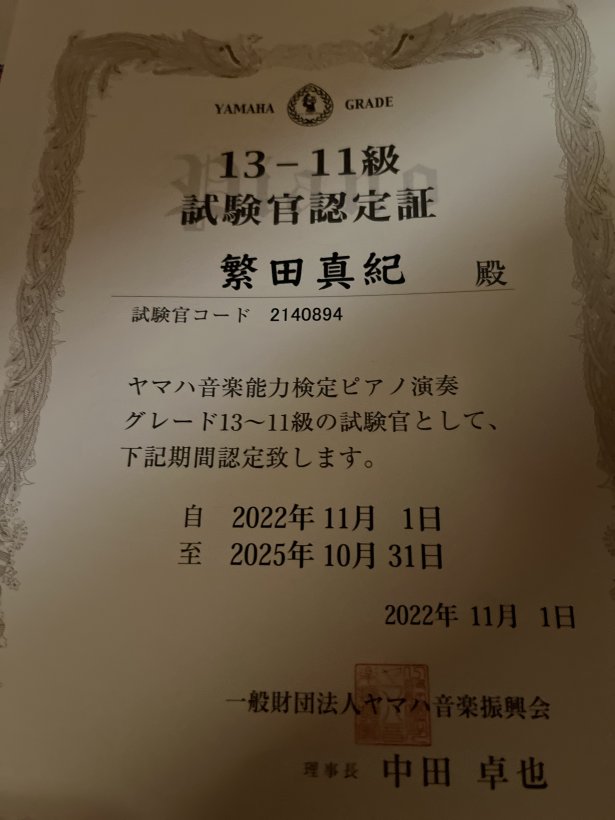 YAMAHA GRADE
13－11級
試験官認定証
繁田真紀 殿
試験官コード 2140894
ヤマハ音楽能力検定ピアノ演奏
グレード13～11級の試験官として、
下記期間認定致します。
自 2022年 11月 1日
至 2025年 10月 31日
2022年 11月 1日
一般財団法人ヤマハ音楽振興会
理事長 中田 卓也